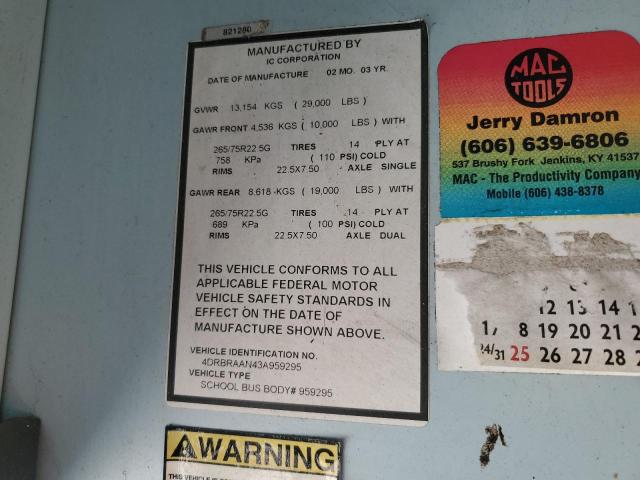 821280
MANUFACTURED BY
IC CORPORATION
DATE OF MANUFACTURE 02 MO. 03 YR.
GVWR 13,154 KGS ( 29,000 LBS )
GAWR FRONT 4,536 KGS ( 10,000 LBS ) WITH
265/75R22.5G TIRES 14 PLY AT
758 KPa ( 110 PSI) COLD
RIMS 22.5X7.50 AXLE SINGLE
GAWR REAR 8,618 KGS ( 19,000 LBS ) WITH
265/75R22.5G TIRES 14 PLY AT
689 KPa ( 100 PSI) COLD
RIMS 22.5X7.50 AXLE DUAL
THIS VEHICLE CONFORMS TO ALL
APPLICABLE FEDERAL MOTOR
VEHICLE SAFETY STANDARDS IN
EFFECT ON THE DATE OF
MANUFACTURE SHOWN ABOVE.
VEHICLE IDENTIFICATION NO.
4DRBRAAN43A959295
VEHICLE TYPE
SCHOOL BUS BODY# 959295
WARNING
MAC
TOOLS
Jerry Damron
(606) 639-6806
537 Brushy Fork Jenkins, KY 41537
MAC - The Productivity Company
Mobile (606) 438-8378
12 13 14
17 8 19 20 21 2
24/31 25 26 27 28 2